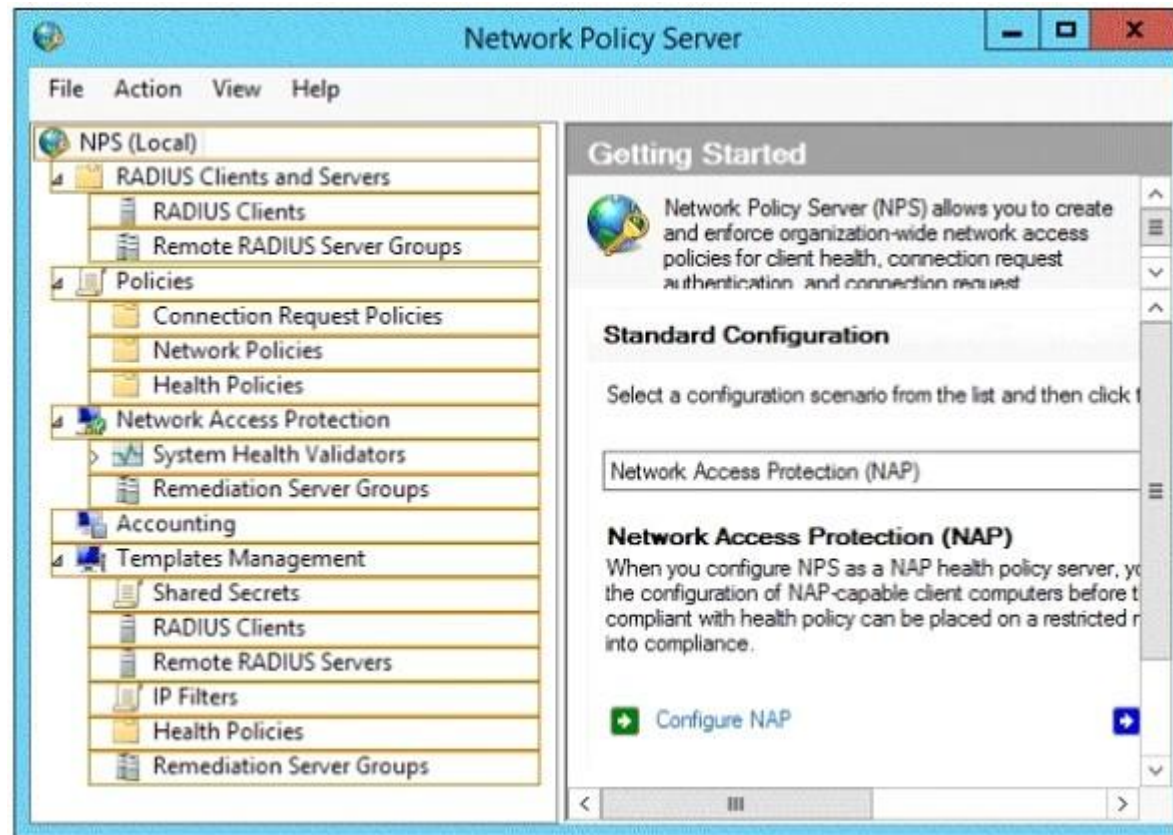 Network Policy Server
File Action View Help
NPS (Local)
RADIUS Clients and Servers
RADIUS Clients
Remote RADIUS Server Groups
Policies
Connection Request Policies
Network Policies
Health Policies
Network Access Protection
System Health Validators
Remediation Server Groups
Accounting
Templates Management
Shared Secrets
RADIUS Clients
Remote RADIUS Servers
IP Filters
Health Policies
Remediation Server Groups
Getting Started
Network Policy Server (NPS) allows you to create
and enforce organization-wide network access
policies for client health, connection request
authentication, and connection request
Standard Configuration
Select a configuration scenario from the list and then click
Network Access Protection (NAP)
Network Access Protection (NAP)
When you configure NPS as a NAP health policy server,
the configuration of NAP-capable client computers before
compliant with health policy can be placed on a restricted
into compliance.
Configure NAP